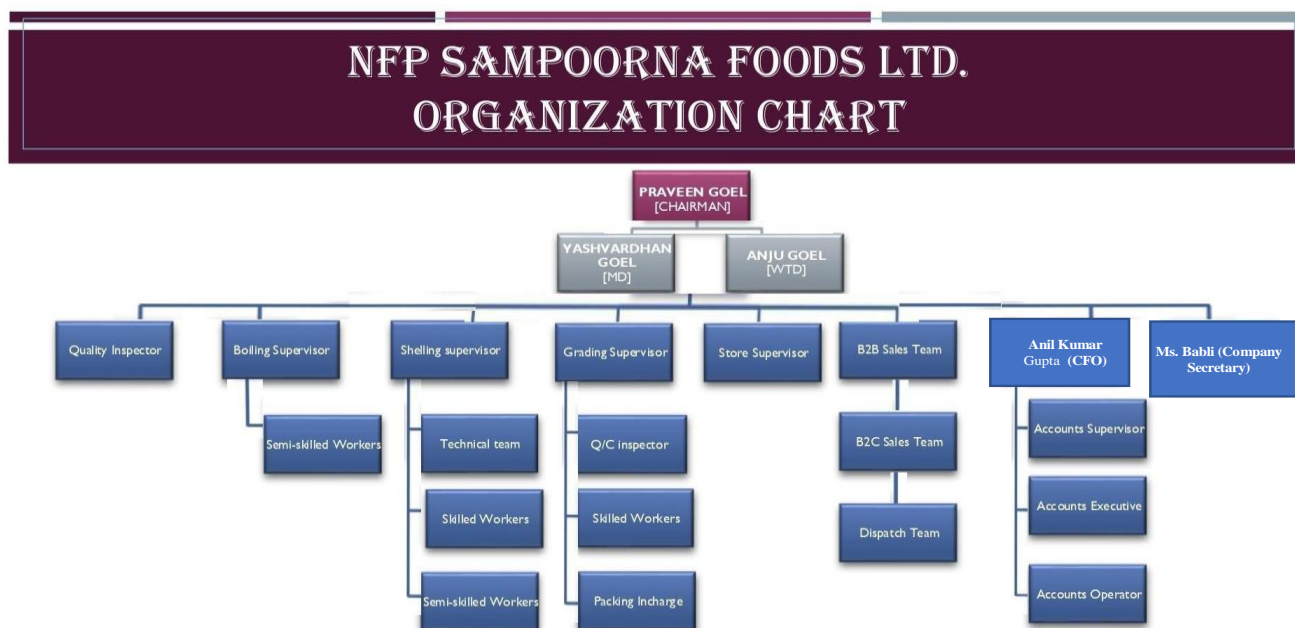 NFP SAMPOORNA FOODS LTD.
ORGANIZATION CHART
PRAVEEN GOEL
[CHAIRMAN]
YASHVARDHAN
GOEL
[MD]
ANJU GOEL
[WTD]
Quality Inspector
Boiling Supervisor
Shelling supervisor
Grading Supervisor
Store Supervisor
B2B Sales Team
Anil Kumar
Gupta (CFO)
Ms. Babli (Company
Secretary)
Semi-skilled Workers
Technical team
Q/C inspector
B2C Sales Team
Accounts Supervisor
Skilled Workers
Skilled Workers
Dispatch Team
Accounts Executive
Semi-skilled Workers
Packing Incharge
Accounts Operator